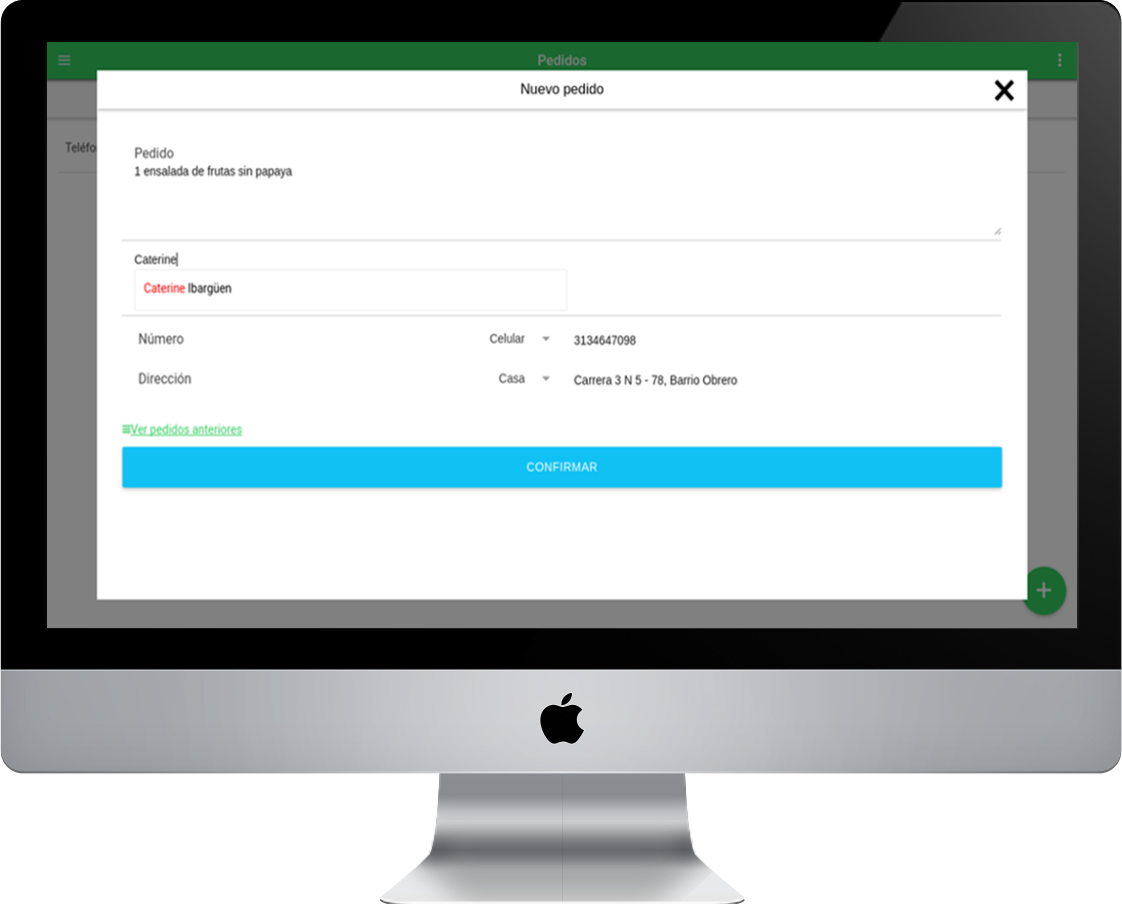 Pedidos
Nuevo pedido
Teléfo
Pedido
1 ensalada de frutas sin papaya
Caterine
Caterine Ibargüen
Número Celular 3134647098
Dirección Casa Carrera 3 N 5 - 78, Barrio Obrero
Ver pedidos anteriores
CONFIRMAR